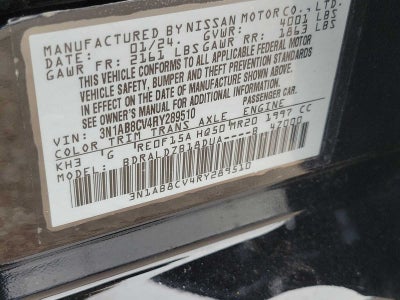 MANUFACTURED BY NISSAN MOTOR CO., LTD.
DATE: 01/24. GVWR: 4001 LBS
GAWR FR: 2161 LBS GAWR RR: 1863 LBS
THIS VEHICLE CONFORMS TO ALL APPLICABLE FEDERAL MOTOR
VEHICLE SAFETY, BUMPER AND THEFT PREVENTION STANDARDS
IN EFFECT ON THE DATE OF MANUFACTURE SHOWN ABOVE.
SEE OWNERS MANUAL FOR ADDITIONAL INFORMATION.
VIN: 3N1AB8CV4RY289510 PASSENGER CAR.
COLOR TRIM TRANS AXLE ENGINE
KH3 G RE0F15A HQ50 MR20 1997 CC
MODEL: BDRALDZB1ADUA----B 42000
3N1AB8CV4RY289510